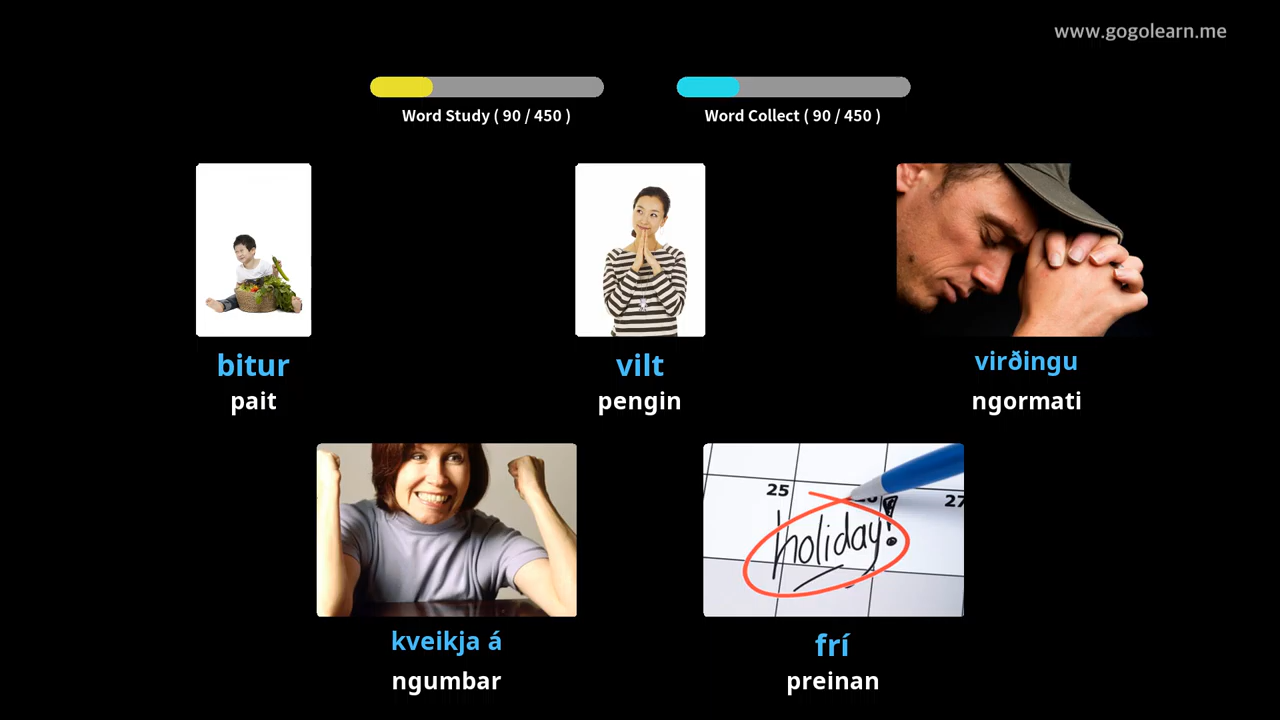 www.gogolearn.me
Word Study ( 90 / 450 )
Word Collect ( 90 / 450 )
bitur
pait
vilt
pengin
virðingu
ngormati
25
27
holiday!
kveikja á
ngumbar
frí
preinan